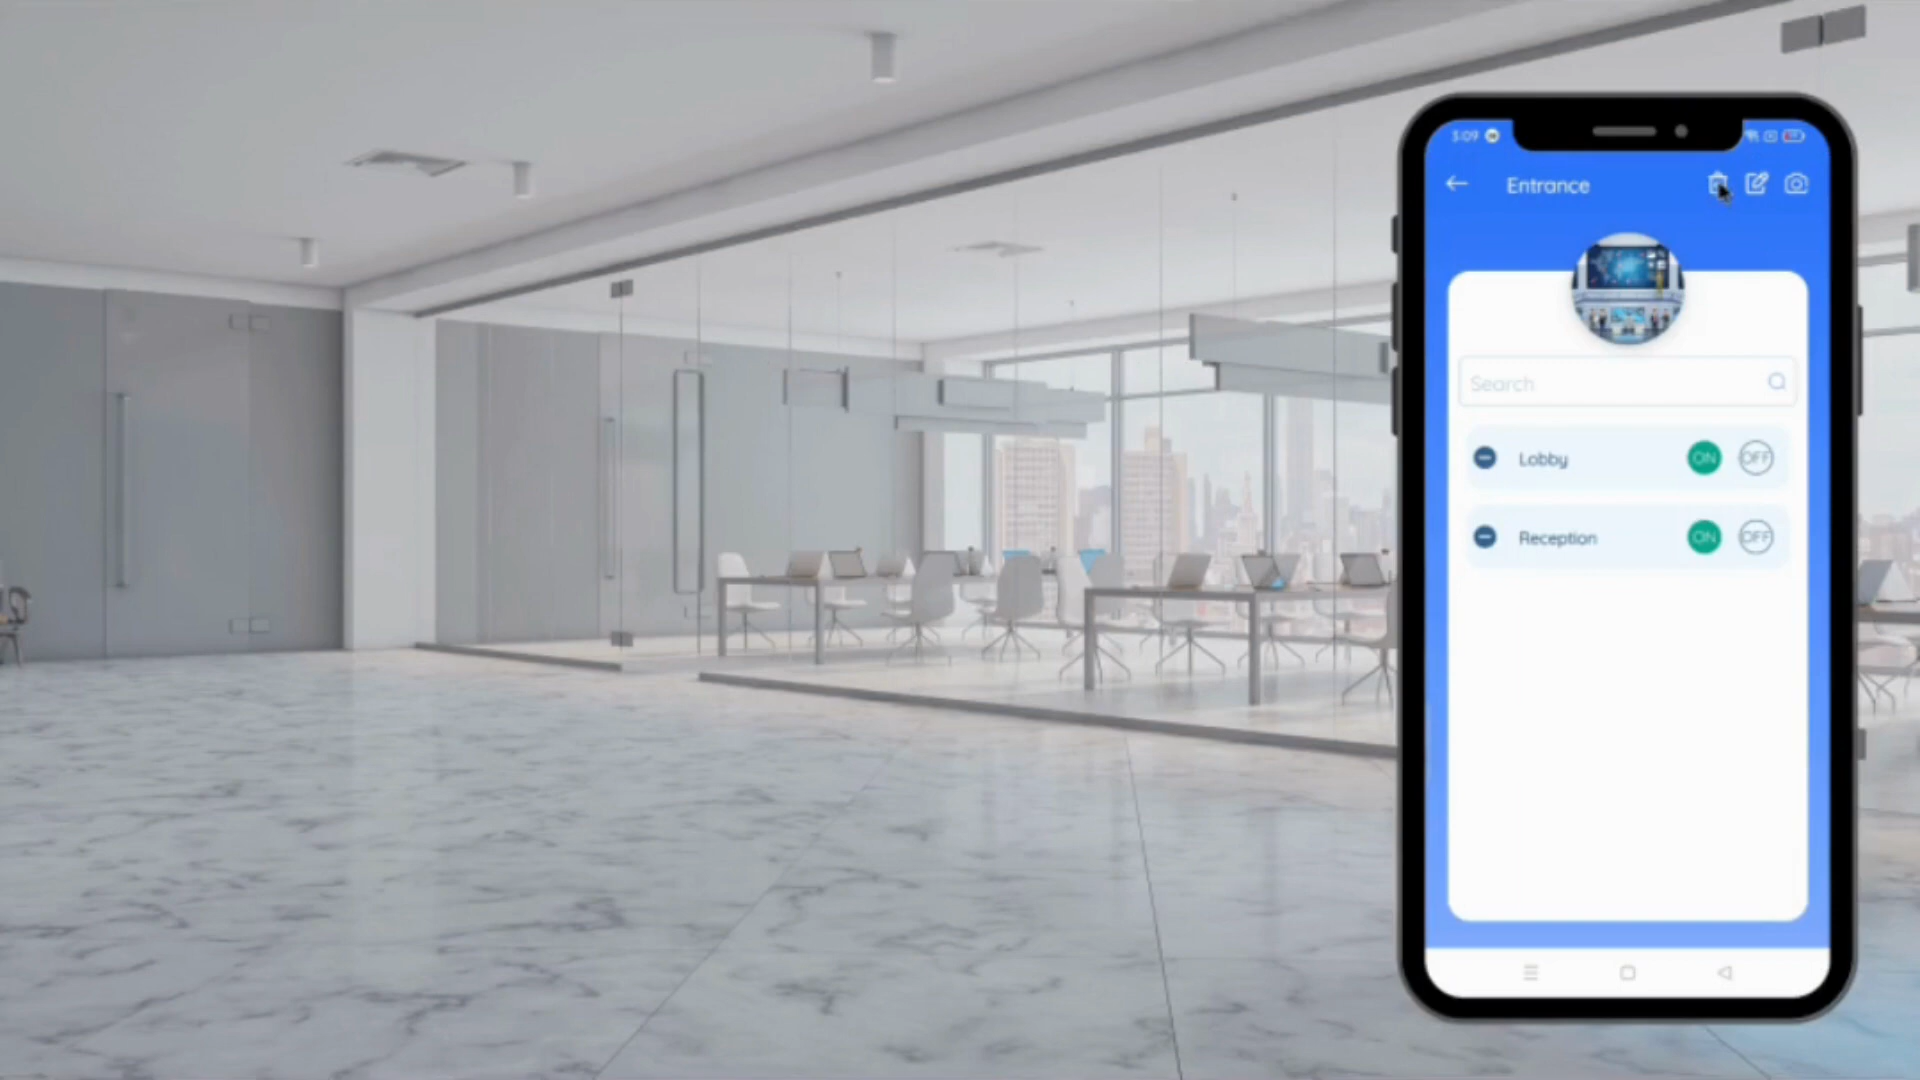 3:09
Entrance
Search
Lobby ON OFF
Reception ON OFF